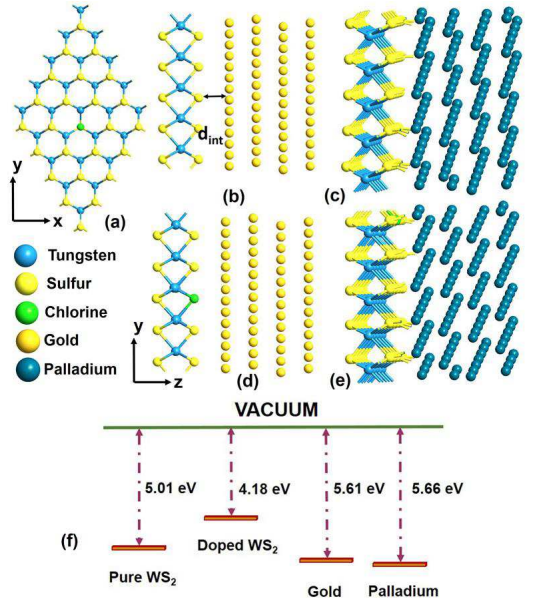 y
x
(a)
d_int
(b)
(c)
Tungsten
Sulfur
Chlorine
Gold
Palladium
y
z
(d)
(e)
VACUUM
5.01 eV
4.18 eV
5.61 eV
5.66 eV
(f)
Pure WS₂
Doped WS₂
Gold
Palladium